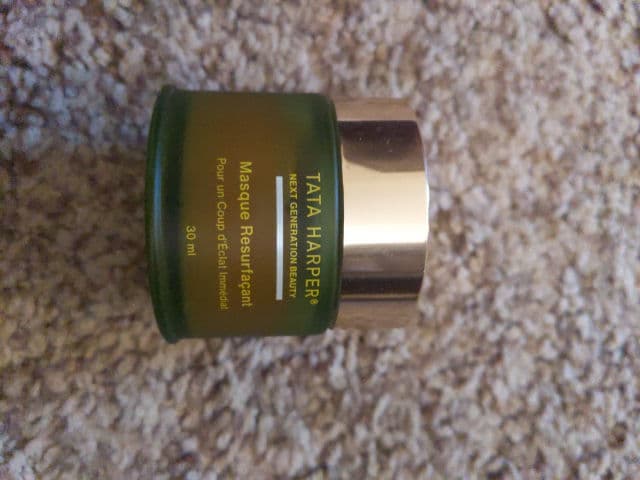 TATA HARPER®
NEXT GENERATION BEAUTY
Masque Resurfaçant
Pour un Coup d'Éclat Immédiat
30 ml